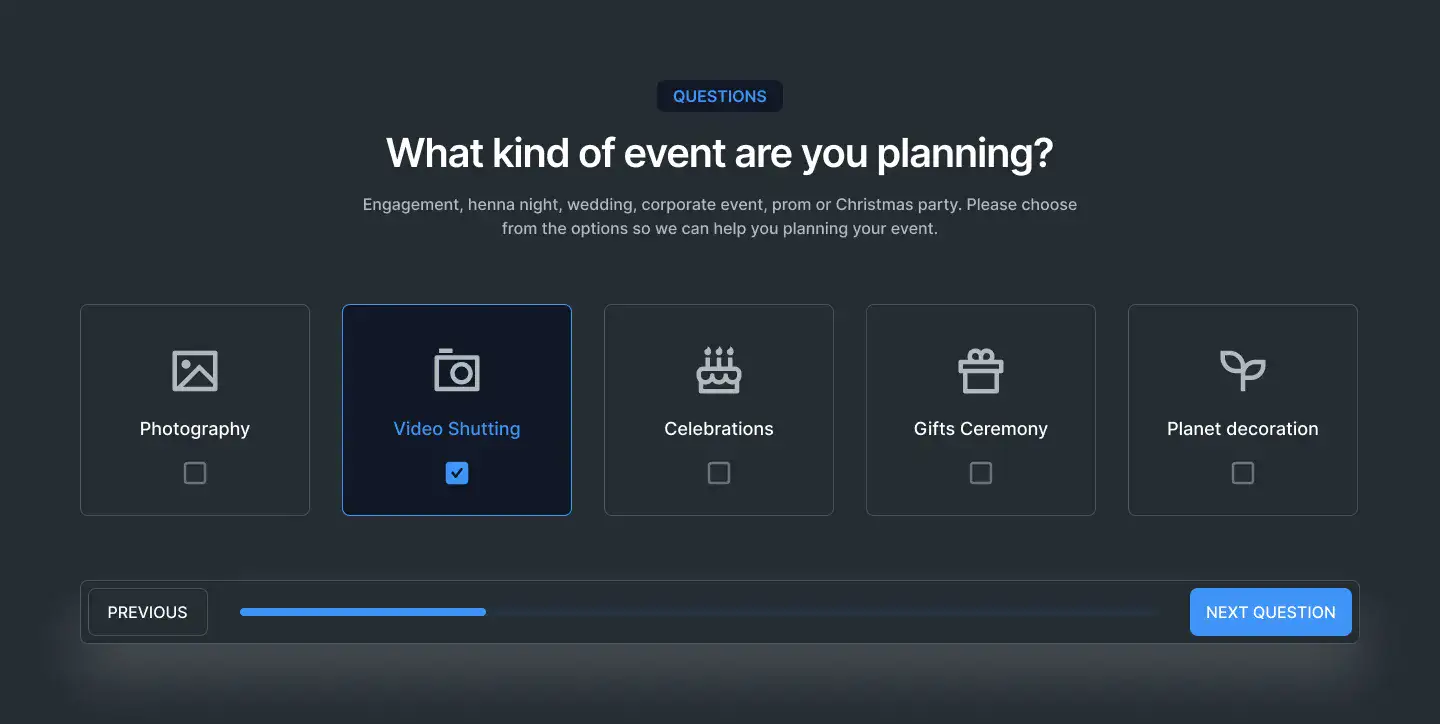 QUESTIONS
What kind of event are you planning?
Engagement, henna night, wedding, corporate event, prom or Christmas party. Please choose
from the options so we can help you planning your event.
Photography
Video Shutting
Celebrations
Gifts Ceremony
Planet decoration
PREVIOUS
NEXT QUESTION